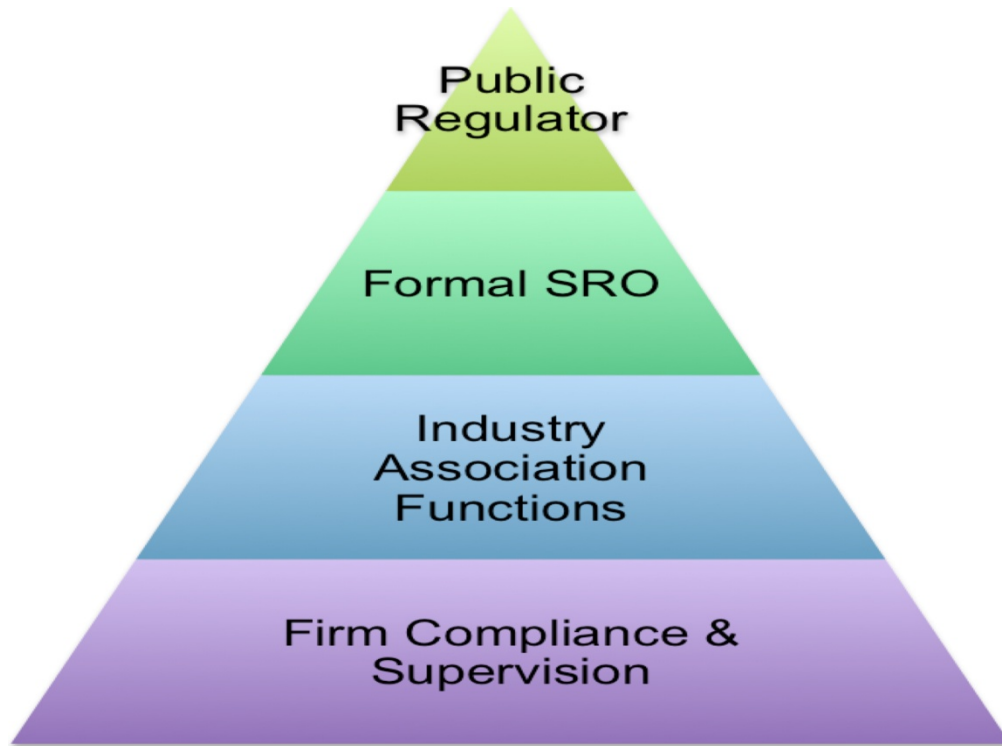 Public
Regulator
Formal SRO
Industry
Association
Functions
Firm Compliance &
Supervision